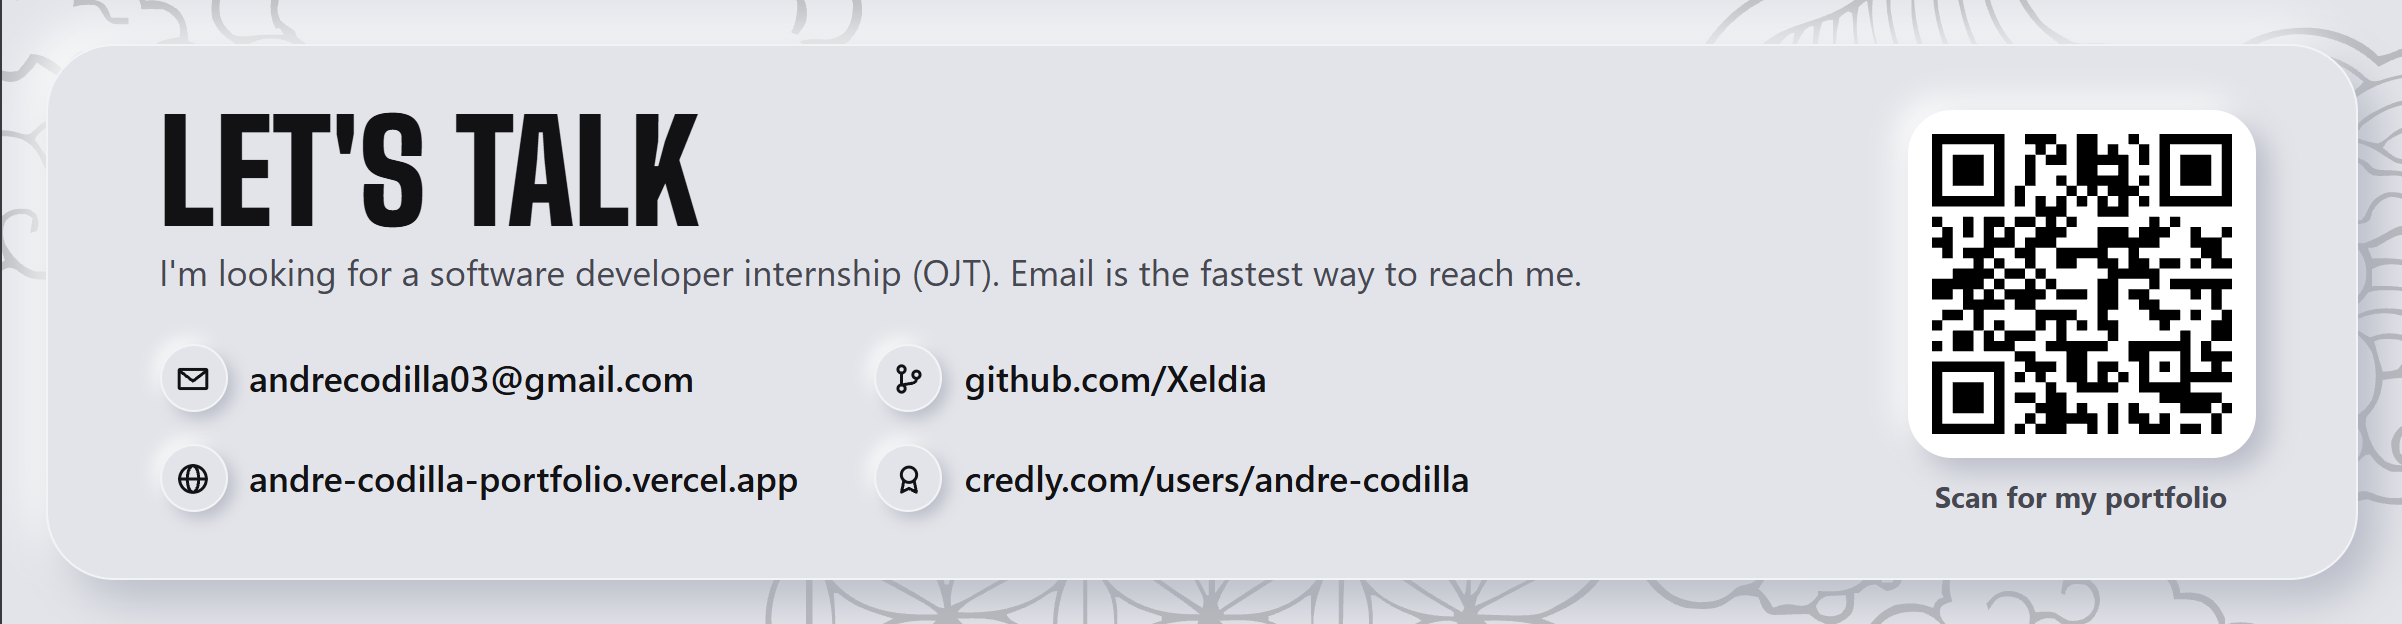 LET'S TALK
I'm looking for a software developer internship (OJT). Email is the fastest way to reach me.
andrecodilla03@gmail.com
github.com/Xeldia
andre-codilla-portfolio.vercel.app
credly.com/users/andre-codilla
Scan for my portfolio